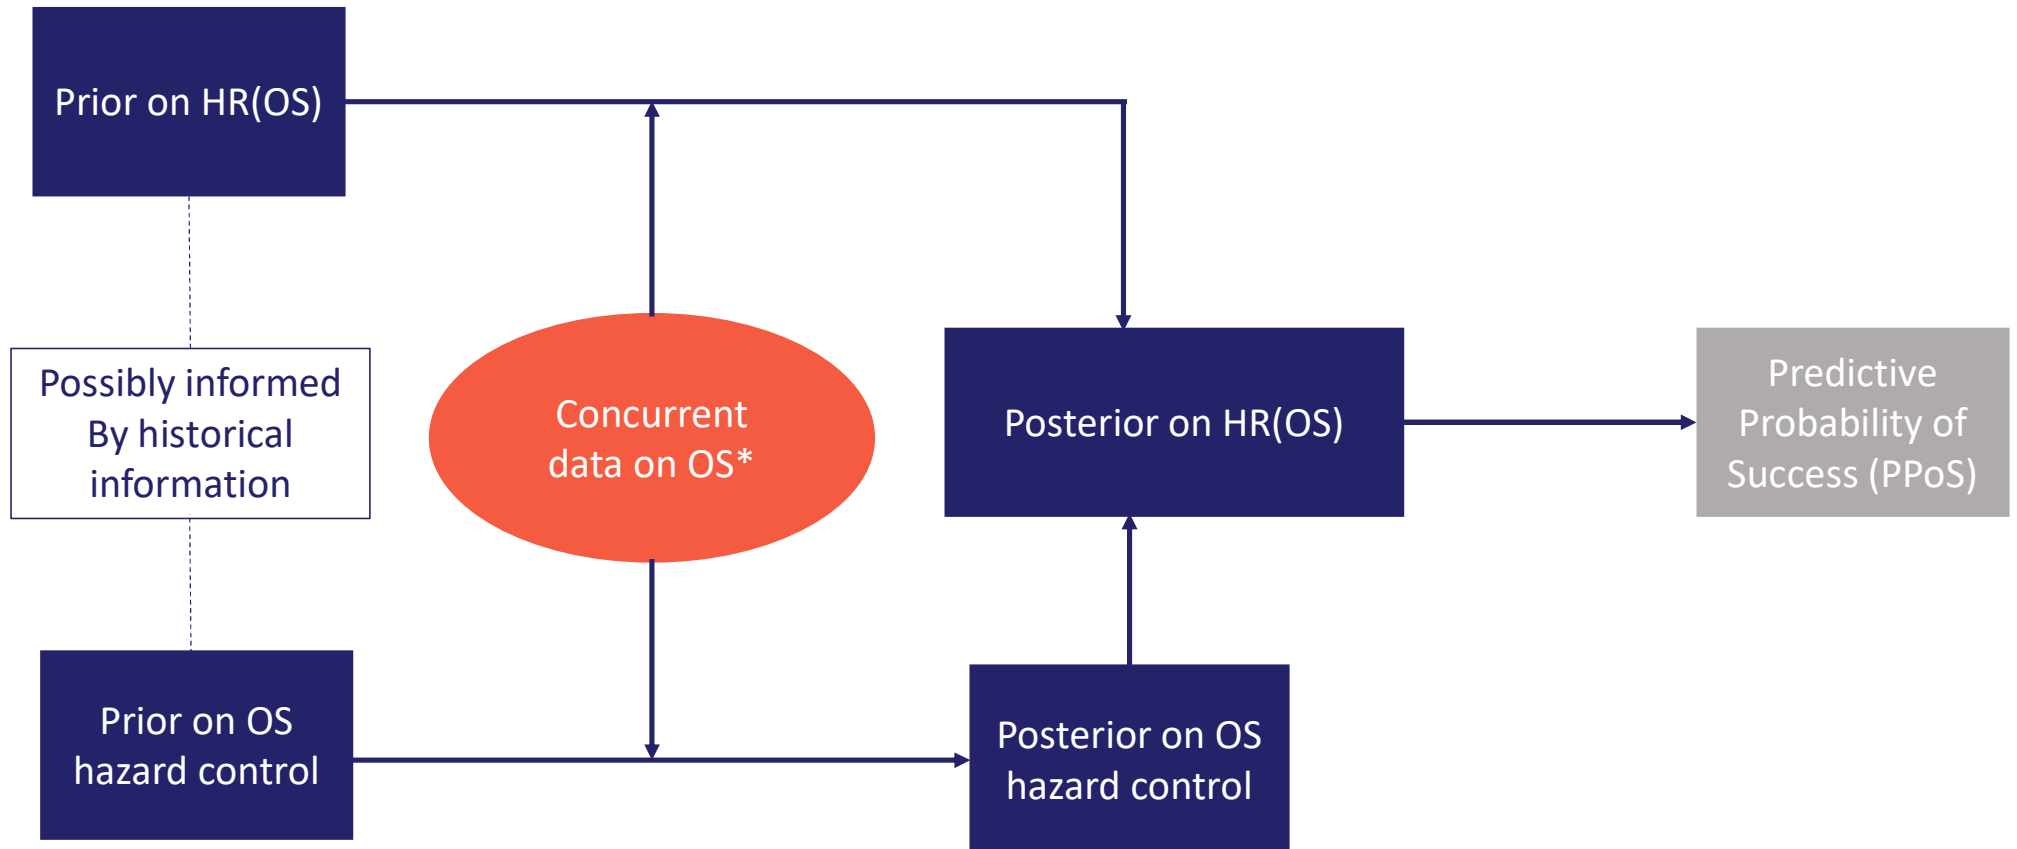 Prior on HR(OS)
Possibly informed
By historical
information
Prior on OS
hazard control
Concurrent
data on OS*
Posterior on HR(OS)
Posterior on OS
hazard control
Predictive
Probability of
Success (PPoS)